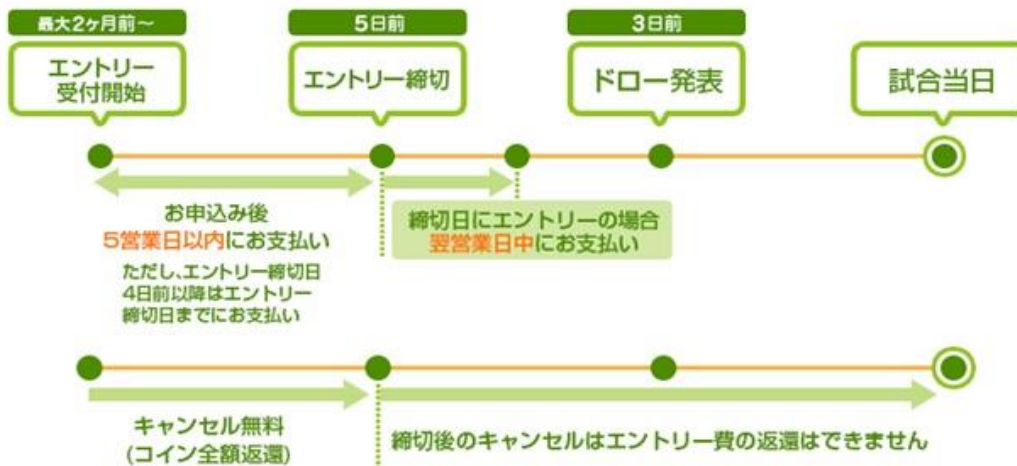 最大2ヶ月前～
5日前
3日前
エントリー
受付開始
エントリー締切
ドロー発表
試合当日
お申込み後
5営業日以内にお支払い
ただし、エントリー締切日
4日前以降はエントリー
締切日までにお支払い
締切日にエントリーの場合
翌営業日中にお支払い
キャンセル無料
(コイン全額返還)
締切後のキャンセルはエントリー費の返還はできません